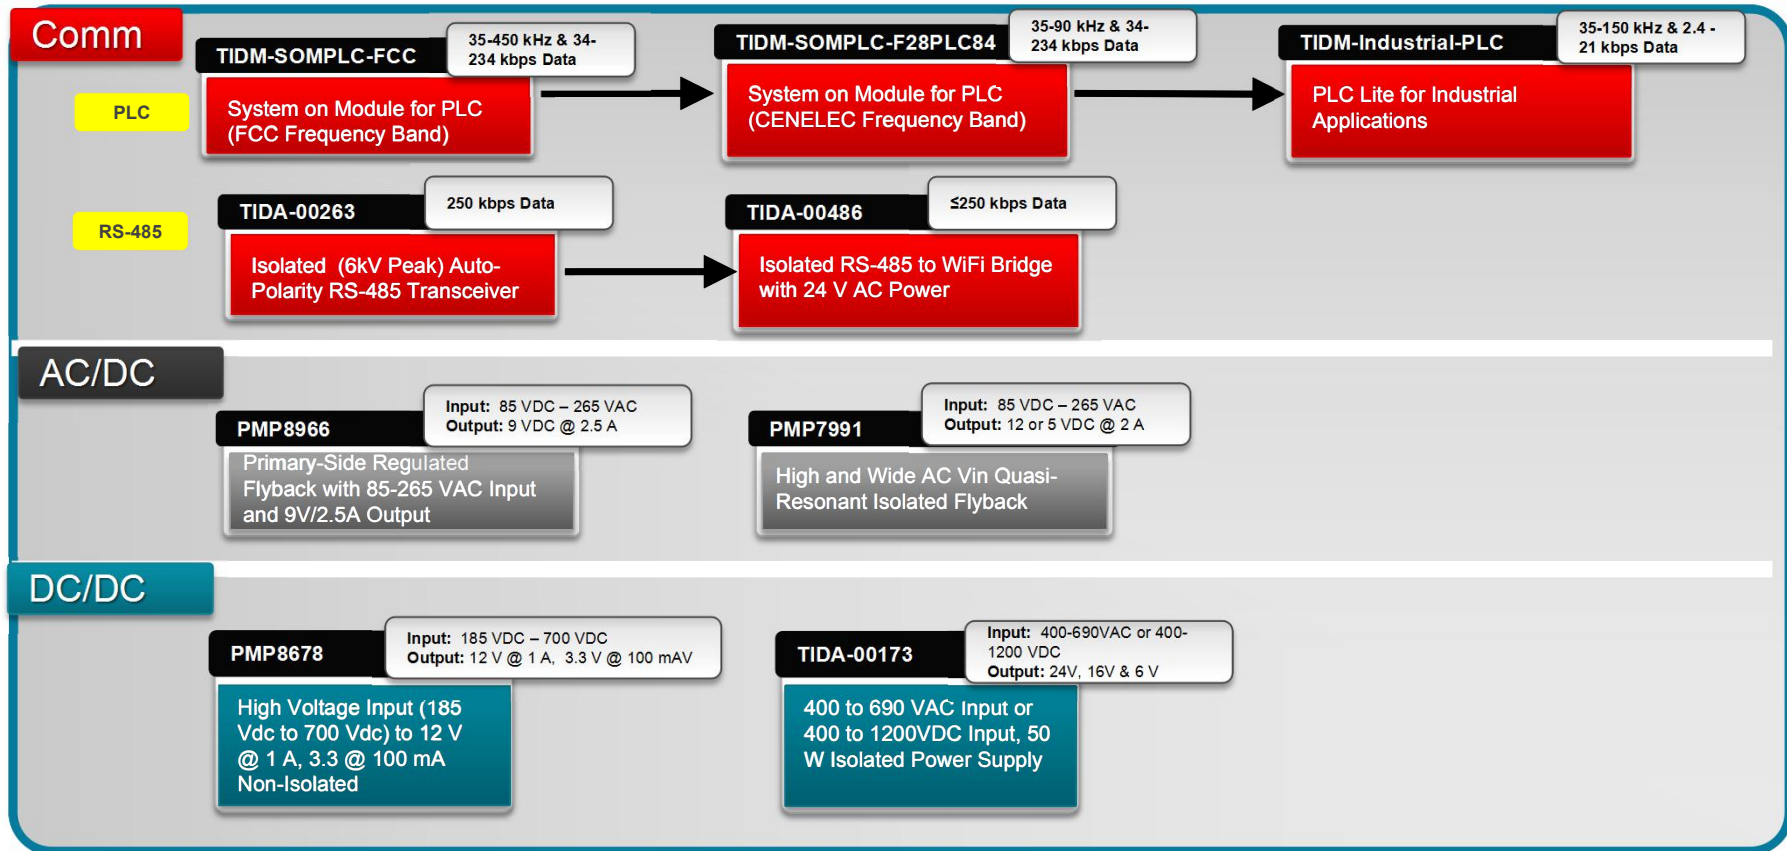 Comm
TIDM-SOMPLC-FCC
35-450 kHz & 34-
234 kbps Data
TIDM-SOMPLC-F28PLC84
35-90 kHz & 34-
234 kbps Data
TIDM-Industrial-PLC
35-150 kHz & 2.4 -
21 kbps Data
PLC
System on Module for PLC
(FCC Frequency Band)
System on Module for PLC
(CENELEC Frequency Band)
PLC Lite for Industrial
Applications
RS-485
TIDA-00263
250 kbps Data
TIDA-00486
≤250 kbps Data
Isolated (6kV Peak) Auto-
Polarity RS-485 Transceiver
Isolated RS-485 to WiFi Bridge
with 24 V AC Power
AC/DC
PMP8966
Input: 85 VDC – 265 VAC
Output: 9 VDC @ 2.5 A
PMP7991
Input: 85 VDC – 265 VAC
Output: 12 or 5 VDC @ 2 A
Primary-Side Regulated
Flyback with 85-265 VAC Input
and 9V/2.5A Output
High and Wide AC Vin Quasi-
Resonant Isolated Flyback
DC/DC
PMP8678
Input: 185 VDC – 700 VDC
Output: 12 V @ 1 A, 3.3 V @ 100 mAV
TIDA-00173
Input: 400-690VAC or 400-
1200 VDC
Output: 24V, 16V & 6 V
High Voltage Input (185
Vdc to 700 Vdc) to 12 V
@ 1 A, 3.3 @ 100 mA
Non-Isolated
400 to 690 VAC Input or
400 to 1200VDC Input, 50
W Isolated Power Supply